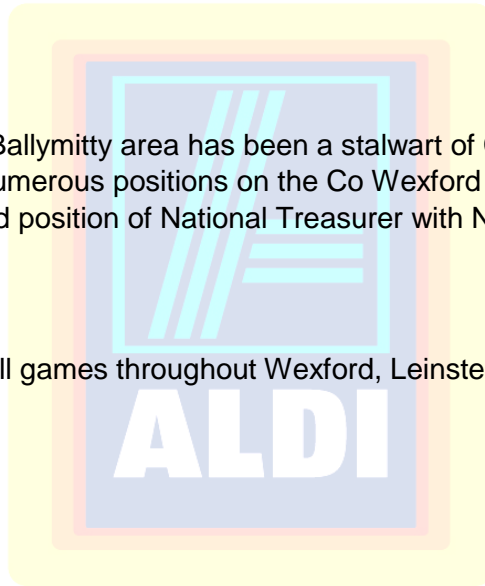 Ballymitty area has been a stalwart of
umerous positions on the Co Wexford
d position of National Treasurer with N
ll games throughout Wexford, Leinste
ALDI